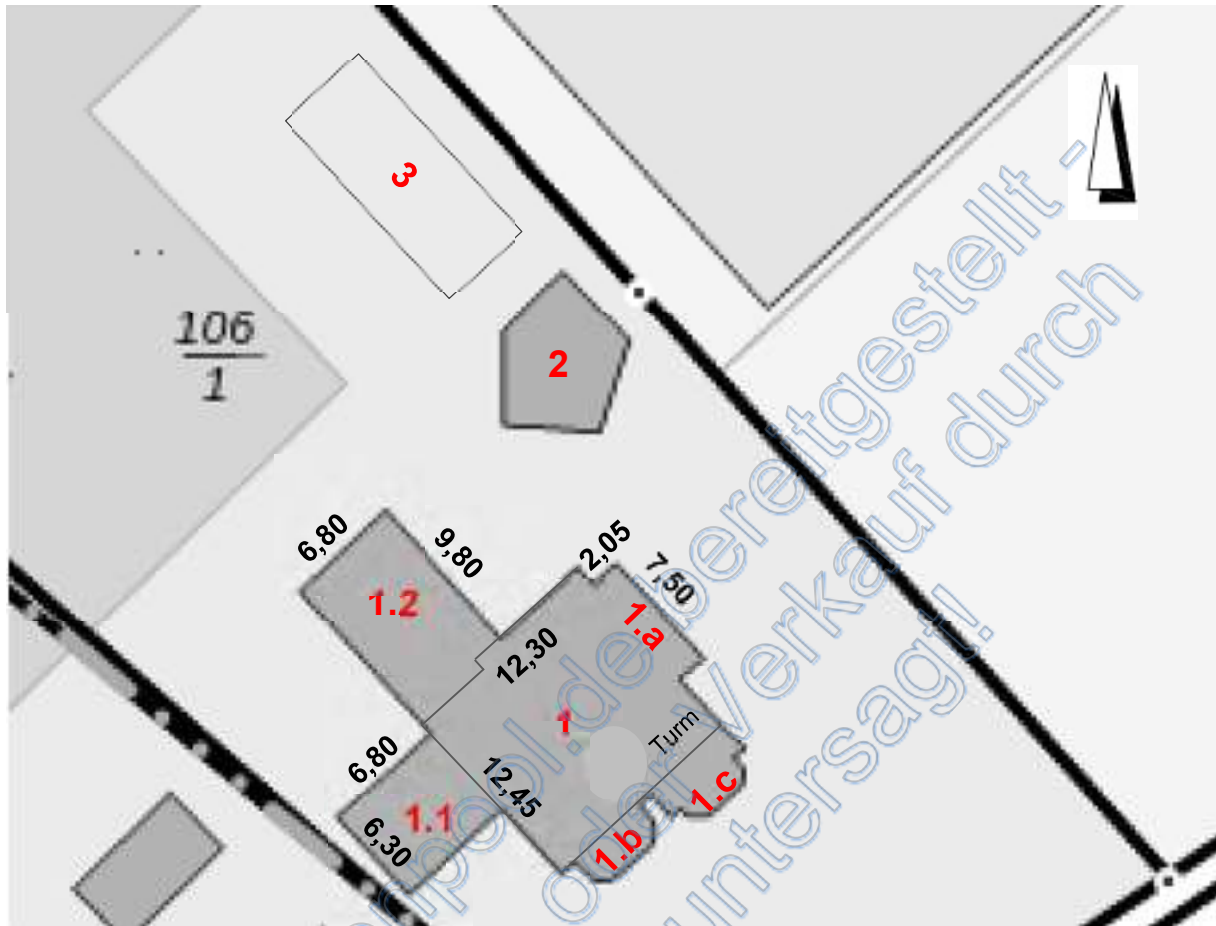 3
106
1
2
6,80
9,80
2,05
7,50
1.2
1.a
12,30
1
Turm
6,80
12,45
1.c
1.1
6,30
1.b
bereitgestellt -
oder Verkauf durch
untersagt!